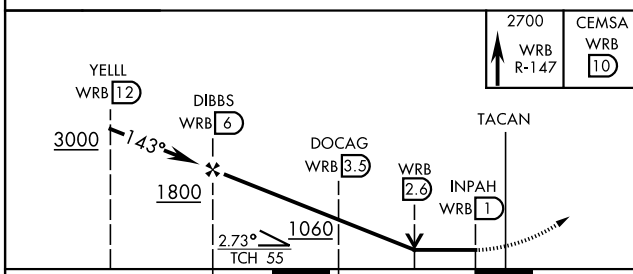 2700
WRB
R-147
CEMSA
WRB
10
YELLL
WRB 12
DIBBS
WRB 6
TACAN
DOCAG
WRB 3.5
WRB
2.6
INPAH
WRB 1
3000
143°
1800
1060
2.73°
TCH 55